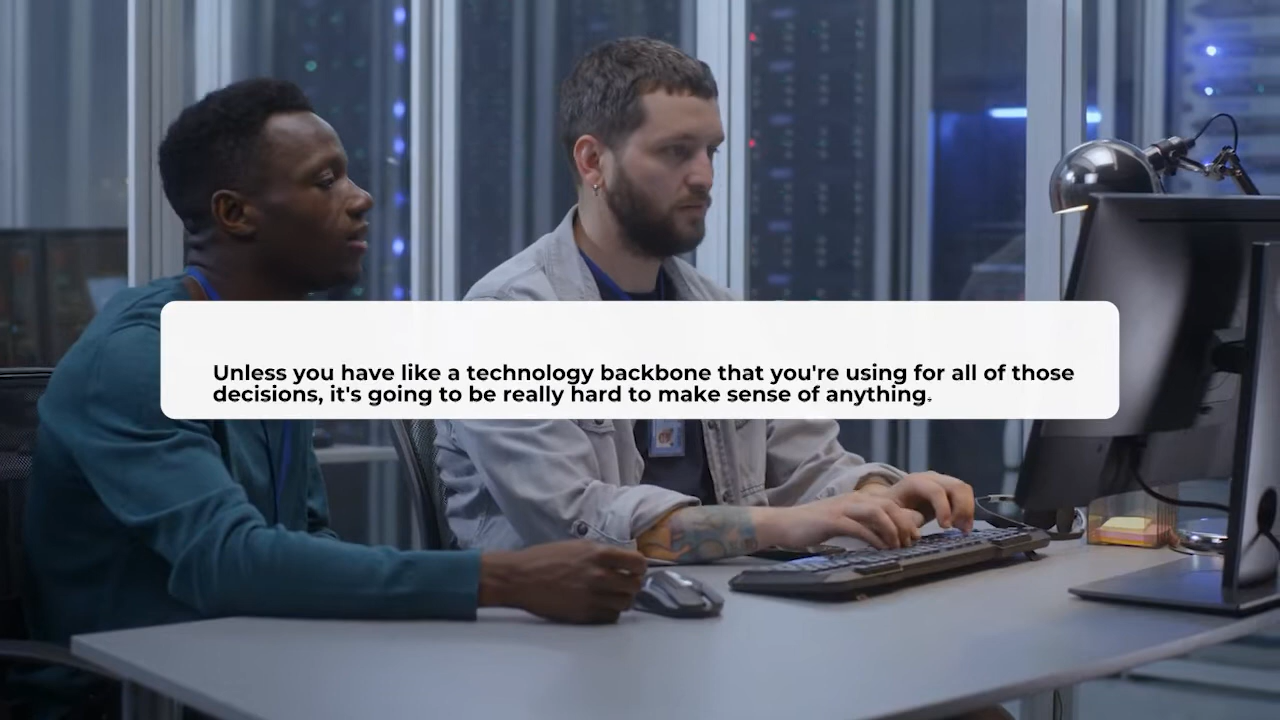 Unless you have like a technology backbone that you're using for all of those
decisions, it's going to be really hard to make sense of anything.